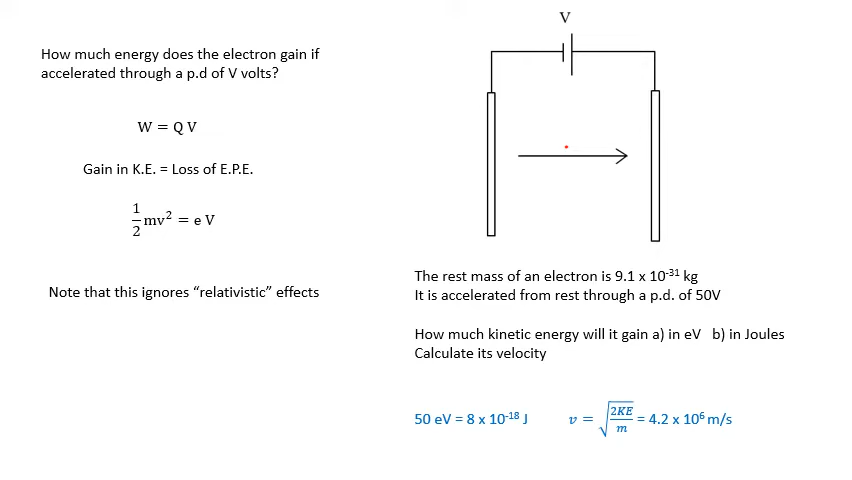 V
How much energy does the electron gain if
accelerated through a p.d of V volts?
W = Q V
Gain in K.E. = Loss of E.P.E.
1/2 mv² = e V
Note that this ignores “relativistic” effects
The rest mass of an electron is 9.1 x 10⁻³¹ kg
It is accelerated from rest through a p.d. of 50V
How much kinetic energy will it gain a) in eV b) in Joules
Calculate its velocity
50 eV = 8 x 10⁻¹⁸ J v = √(2KE/m) = 4.2 x 10⁶ m/s